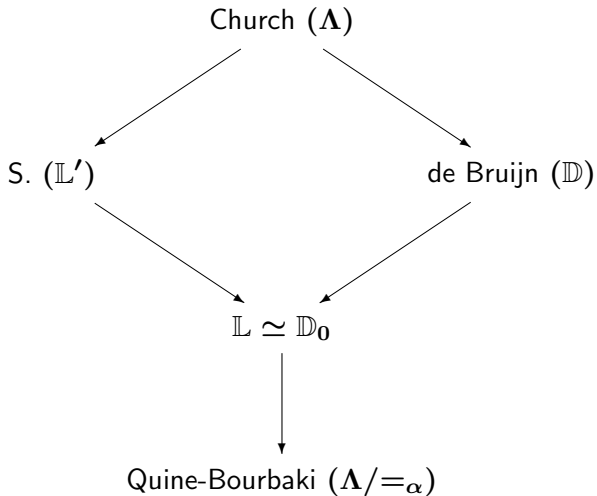 Church (Λ)
S. (𝕃′) de Bruijn (𝔻)
𝕃 ≃ 𝔻₀
Quine-Bourbaki (Λ/=α)